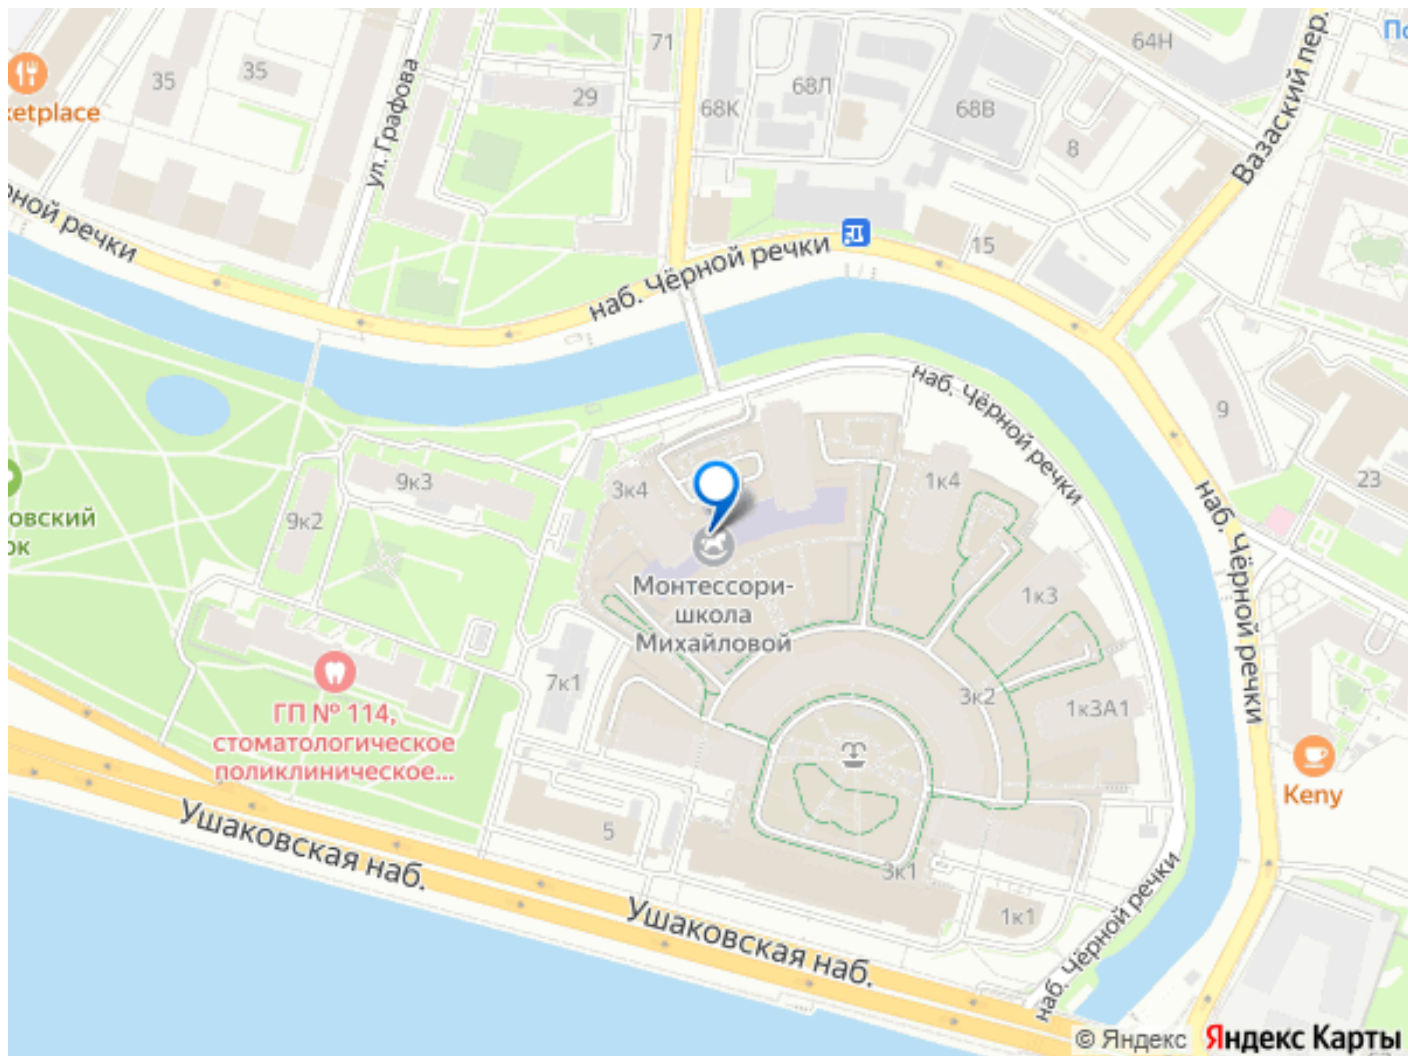 71
64Н
По
35
35
29
68К
68Л
68В
8
ketplace
ул. Графова
Вазаский пер.
рной речки
наб. Чёрной речки
15
наб. Чёрной речки
9
9к3
3к4
1к4
23
9к2
овский
ок
наб. Чёрной речки
Монтессори-
школа
Михайловой
1к3
7к1
3к2
1к3А1
ГП № 114,
стоматологическое
поликлиническое...
Keny
Ушаковская наб.
5
3к1
1к1
Ушаковская наб.
наб. Чёрной речки
© Яндекс Яндекс Карты